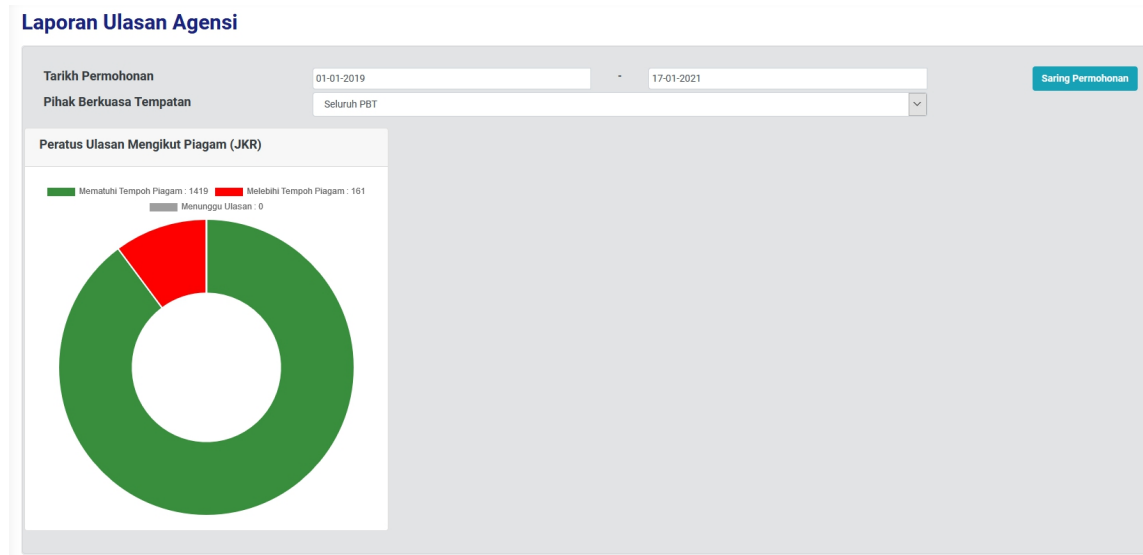 Laporan Ulasan Agensi
Tarikh Permohonan 01-01-2019 - 17-01-2021 Saring Permohonan
Pihak Berkuasa Tempatan Seluruh PBT
Peratus Ulasan Mengikut Piagam (JKR)
Mematuhi Tempoh Piagam : 1419 Melebihi Tempoh Piagam : 161
Menunggu Ulasan : 0